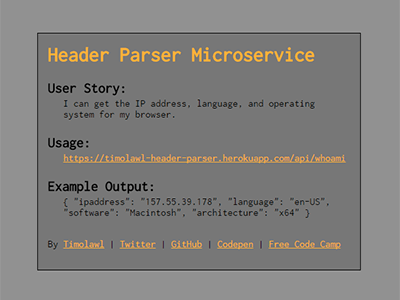 Header Parser Microservice
User Story:
I can get the IP address, language, and operating
system for my browser.
Usage:
https://timolawl-header-parser.herokuapp.com/api/whoami
Example Output:
{ "ipaddress": "157.55.39.178", "language": "en-US",
"software": "Macintosh", "architecture": "x64" }
By Timolawl | Twitter | GitHub | Codepen | Free Code Camp